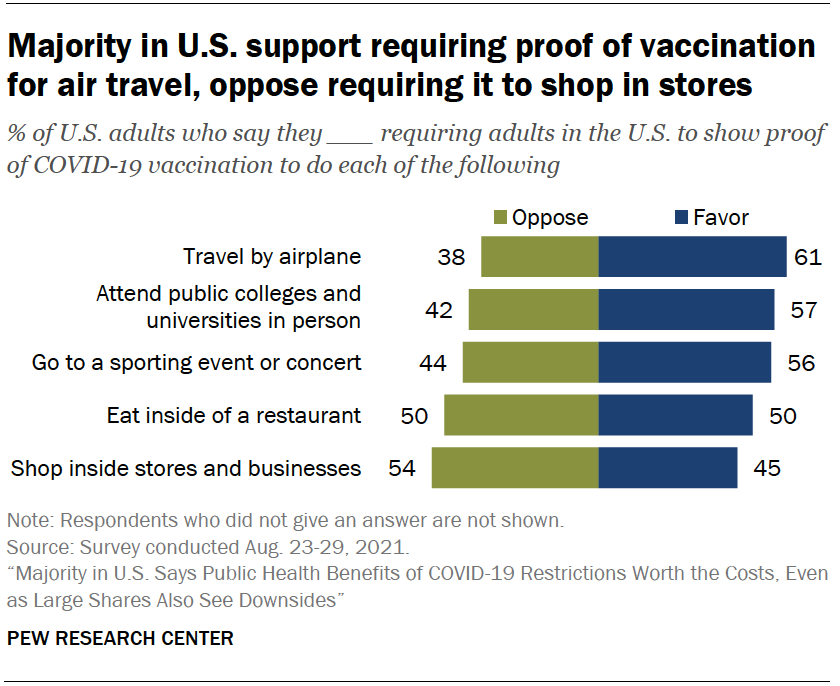 Majority in U.S. support requiring proof of vaccination
for air travel, oppose requiring it to shop in stores
% of U.S. adults who say they ___ requiring adults in the U.S. to show proof
of COVID-19 vaccination to do each of the following
Oppose Favor
Travel by airplane 38 61
Attend public colleges and
universities in person 42 57
Go to a sporting event or concert 44 56
Eat inside of a restaurant 50 50
Shop inside stores and businesses 54 45
Note: Respondents who did not give an answer are not shown.
Source: Survey conducted Aug. 23-29, 2021.
“Majority in U.S. Says Public Health Benefits of COVID-19 Restrictions Worth the Costs, Even
as Large Shares Also See Downsides”
PEW RESEARCH CENTER